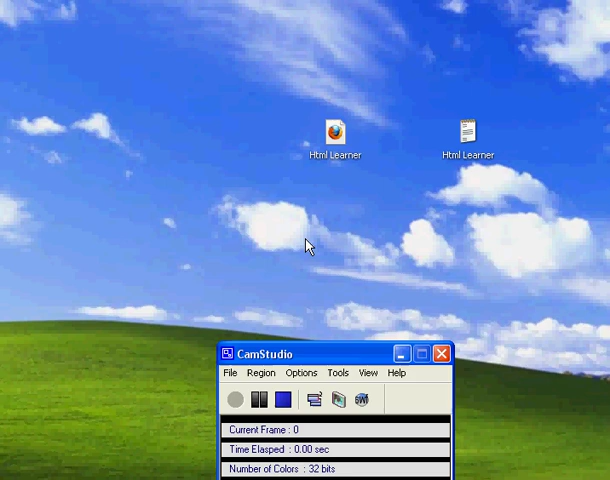 Html Learner
Html Learner
CamStudio
File Region Options Tools View Help
Current Frame : 0
Time Elasped : 0.00 sec
Number of Colors : 32 bits